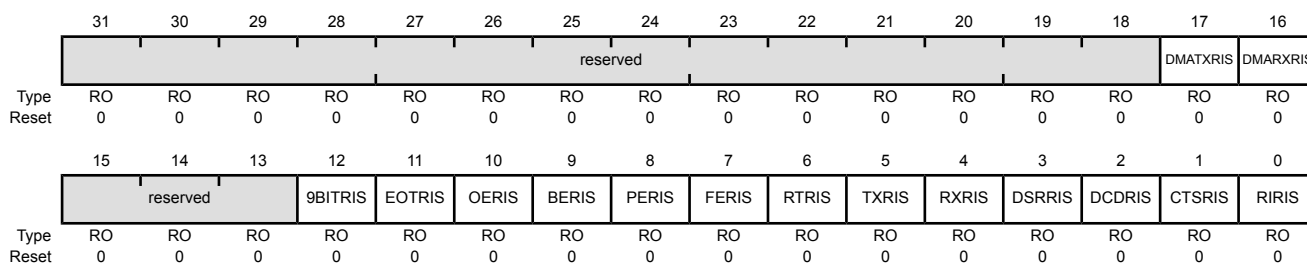 31 30 29 28 27 26 25 24 23 22 21 20 19 18 17 16
reserved DMATXRIS DMARXRIS
Type RO RO RO RO RO RO RO RO RO RO RO RO RO RO RO RO
Reset 0 0 0 0 0 0 0 0 0 0 0 0 0 0 0 0
15 14 13 12 11 10 9 8 7 6 5 4 3 2 1 0
reserved 9BITRIS EOTRIS OERIS BERIS PERIS FERIS RTRIS TXRIS RXRIS DSRRIS DCDRIS CTSRIS RIRIS
Type RO RO RO RO RO RO RO RO RO RO RO RO RO RO RO RO
Reset 0 0 0 0 0 0 0 0 0 0 0 0 0 0 0 0